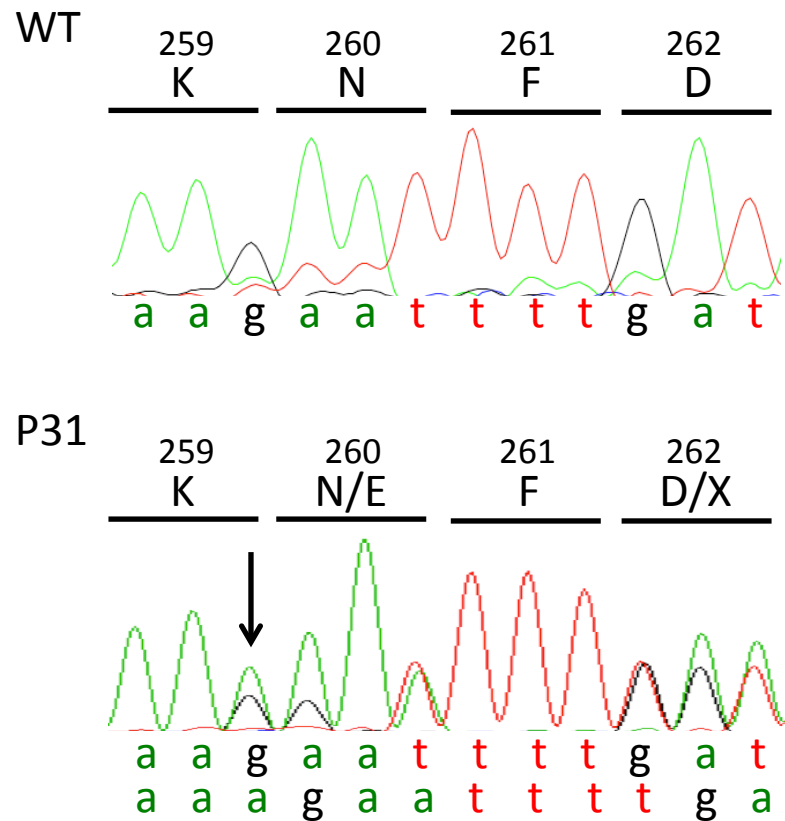 WT
259 260 261 262
K N F D
a a g a a t t t t g a t
P31
259 260 261 262
K N/E F D/X
a a g a a t t t t g a t
a a a g a a t t t t g a